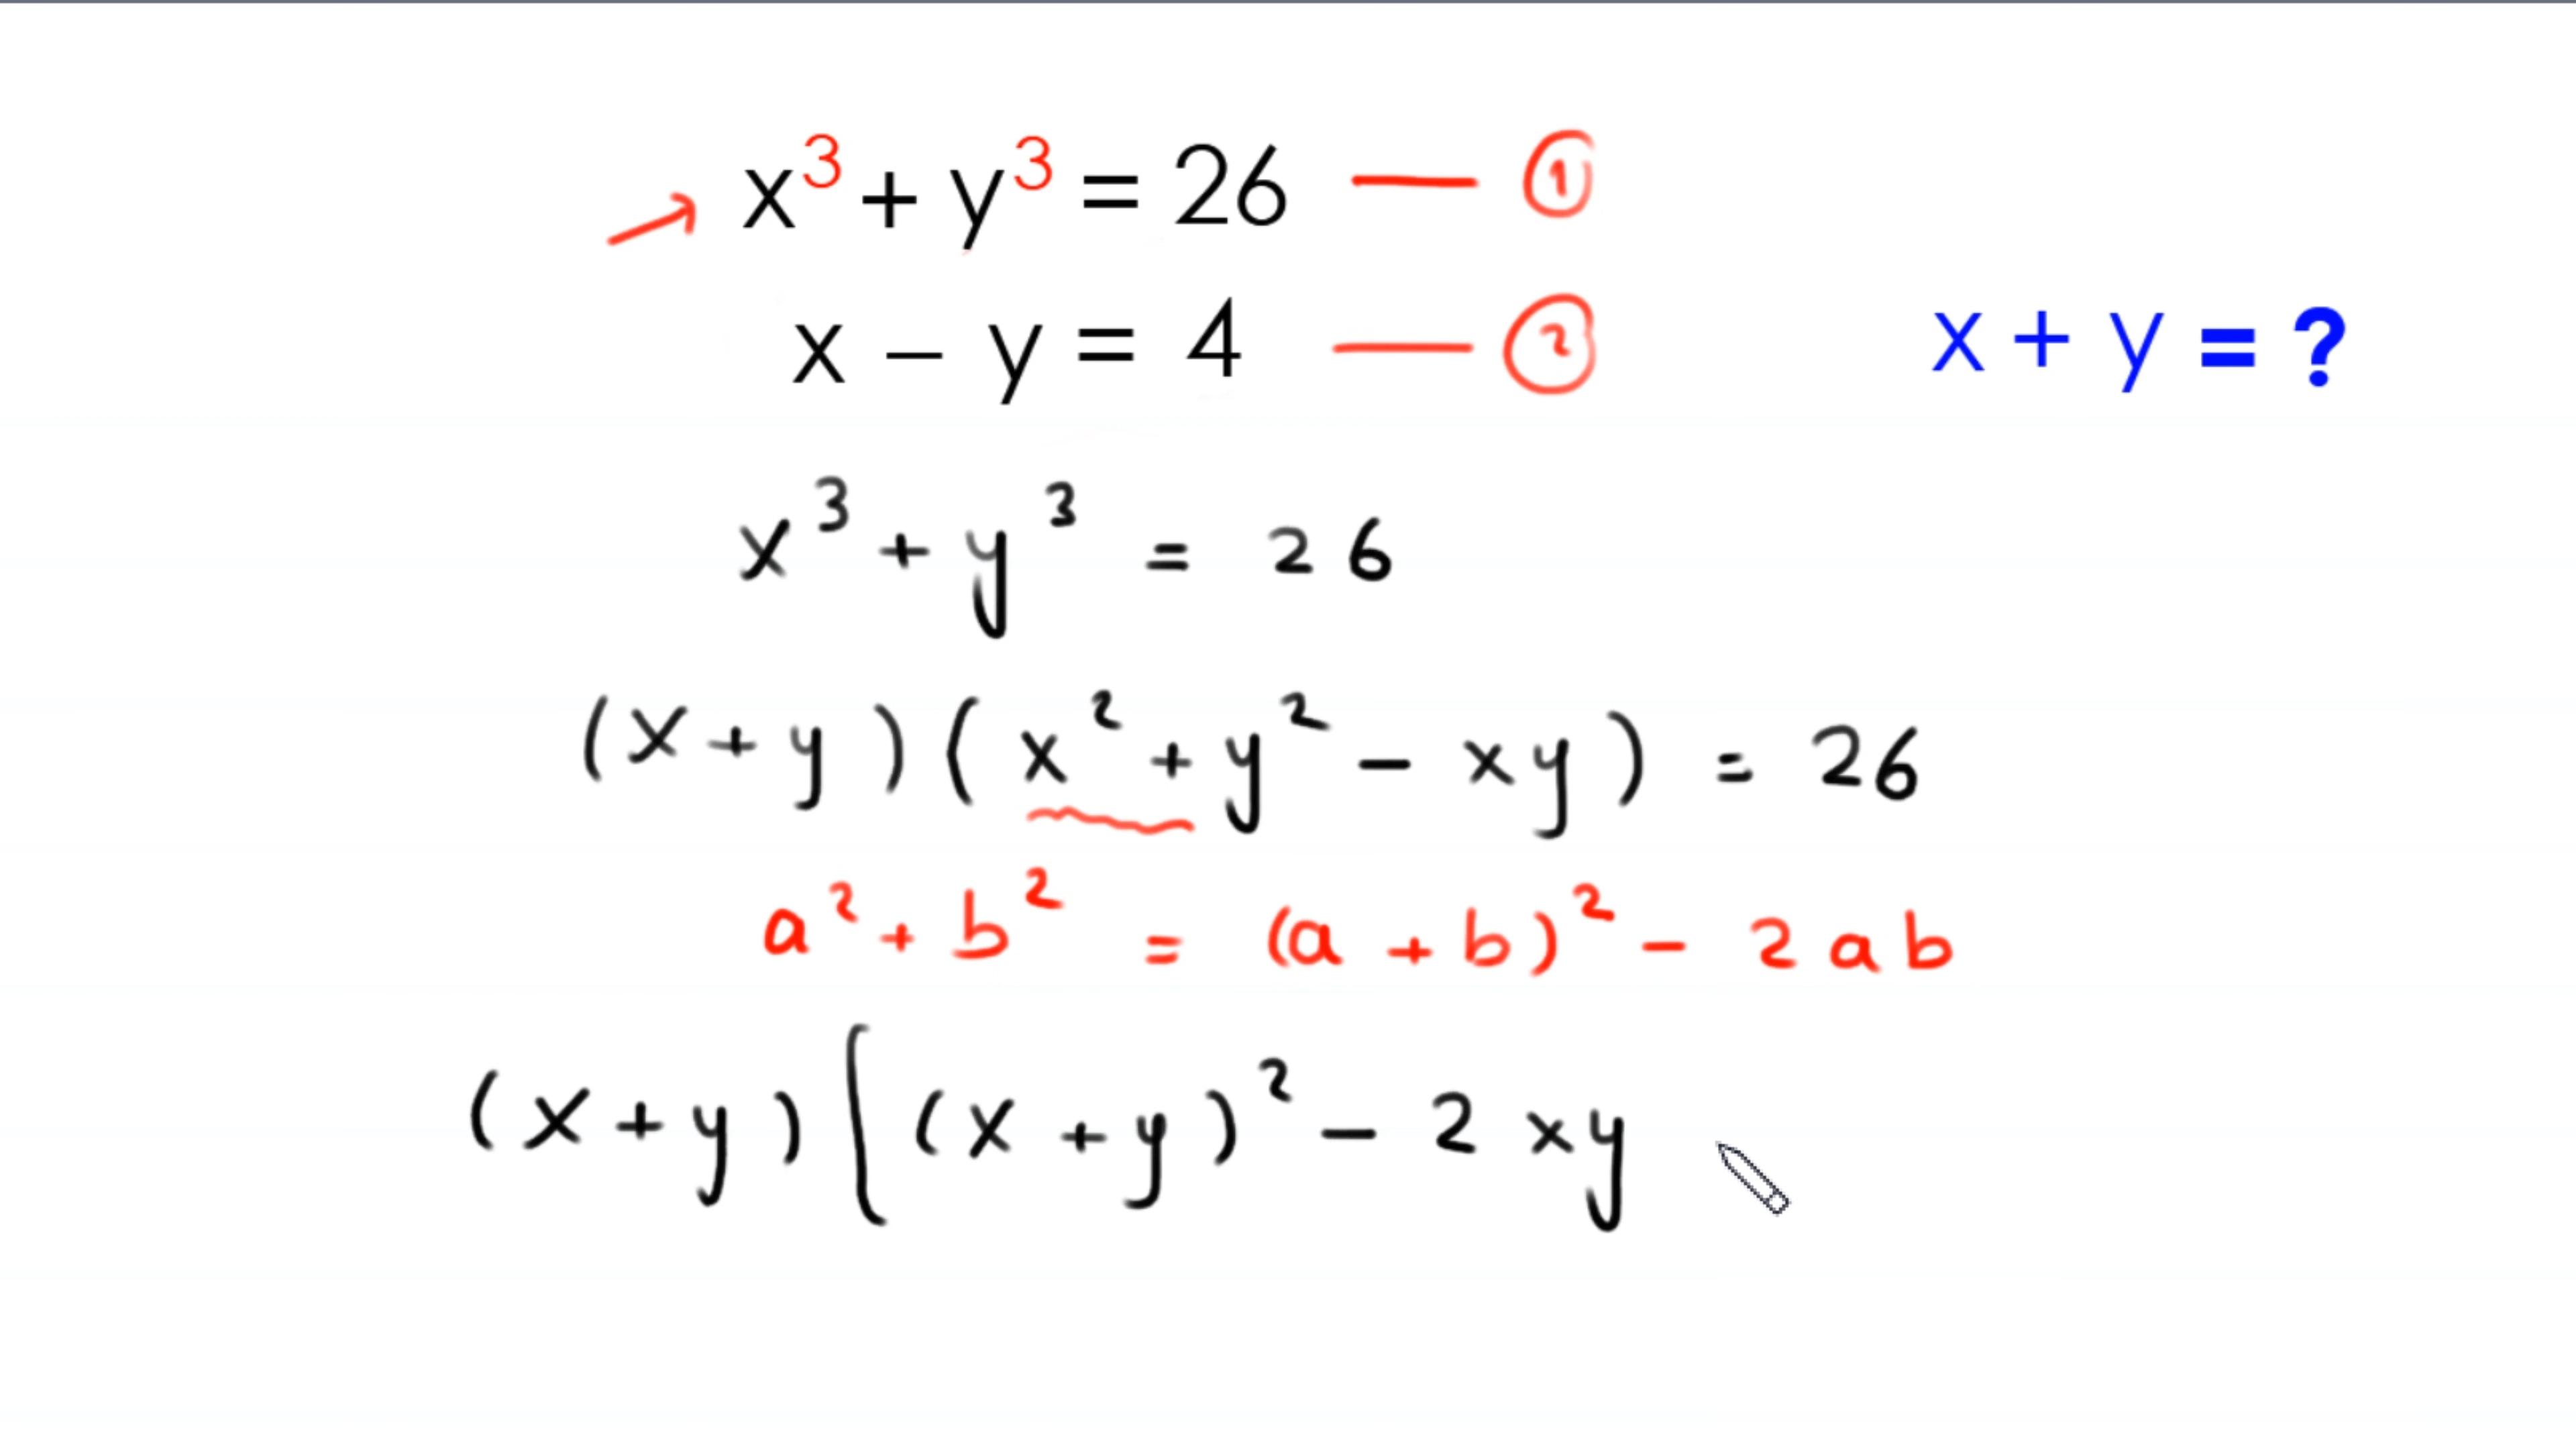 x³ + y³ = 26 — ①
x – y = 4 — ②
x + y = ?
x³ + y³ = 26
(x + y)(x² + y² – xy) = 26
a² + b² = (a + b)² – 2ab
(x + y)[(x + y)² – 2xy